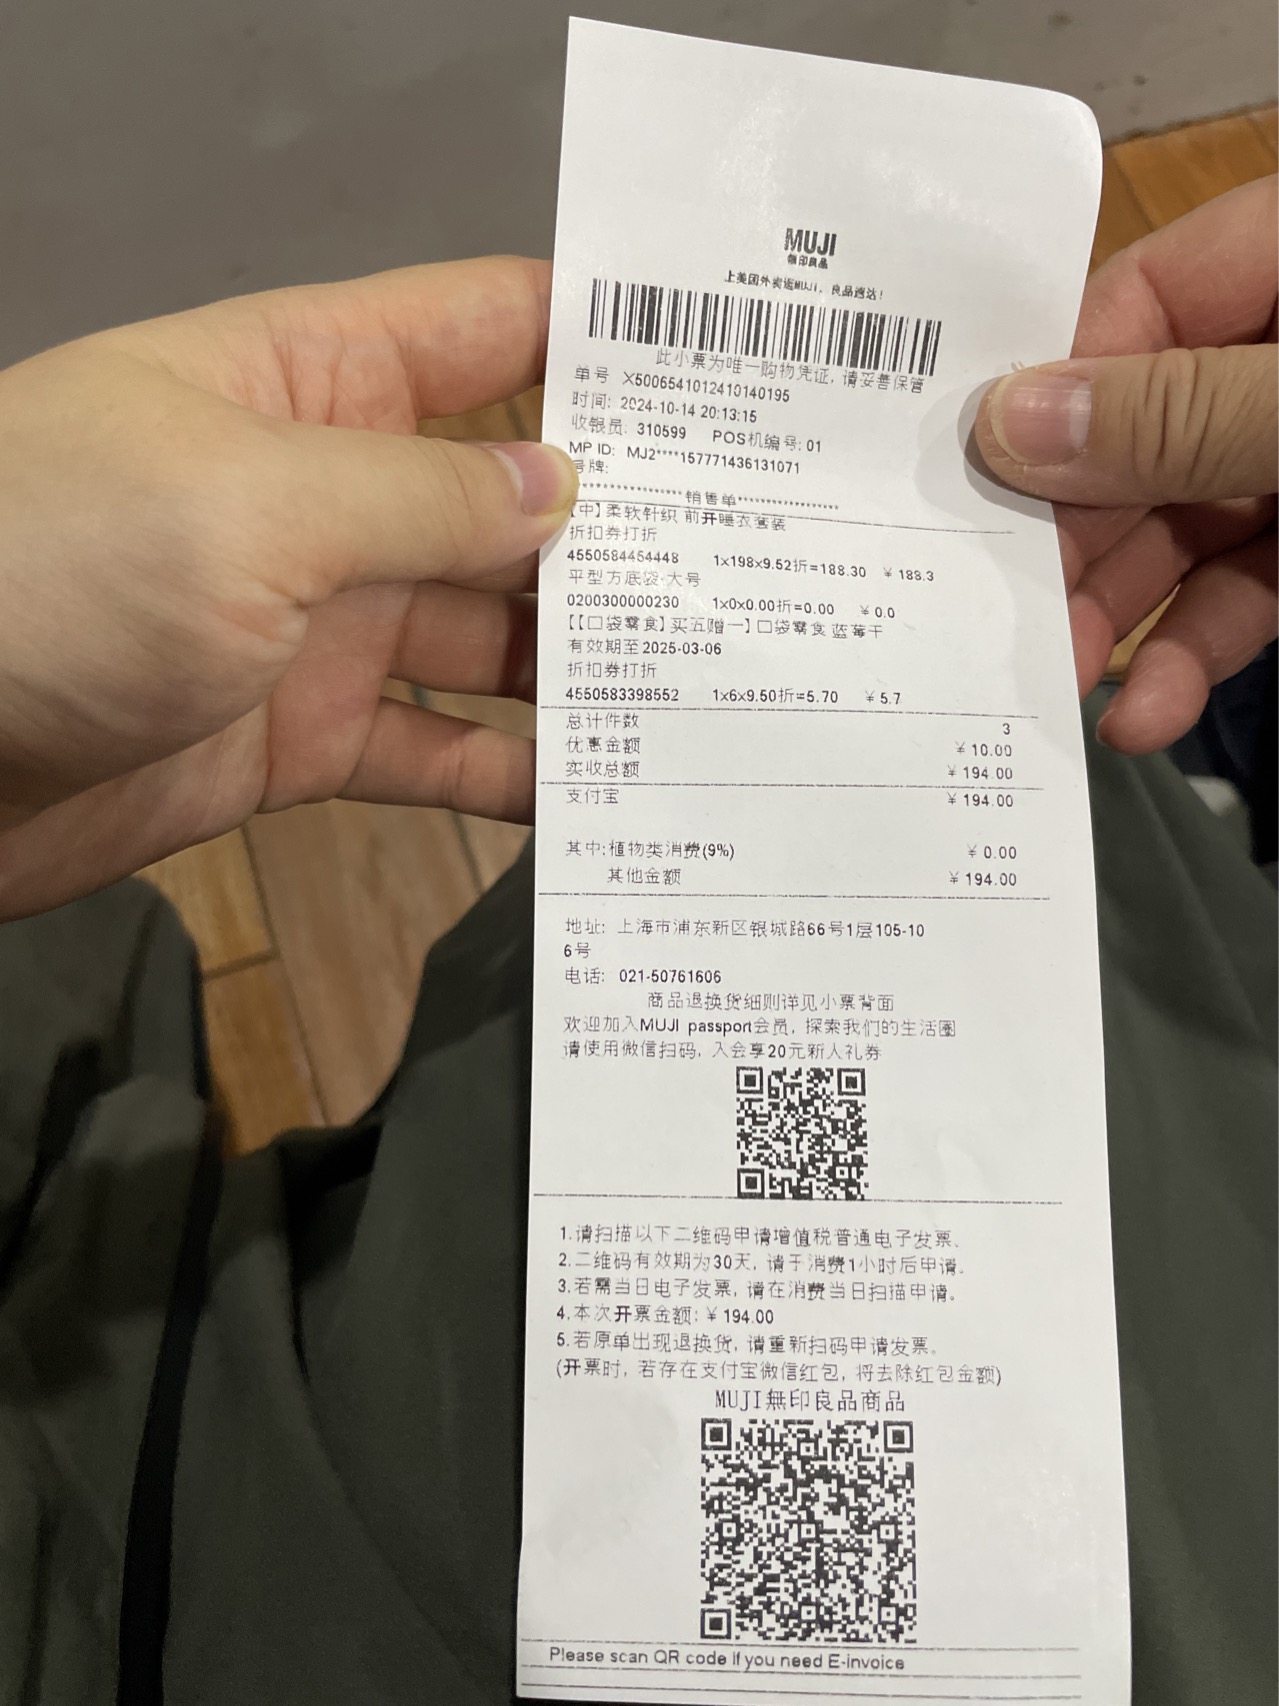 MUJI
無印良品
上美团外卖逛MUJI，良品速达！
此小票为唯一购物凭证, 请妥善保管
单号 X5006541012410140195
时间: 2024-10-14 20:13:15
收银员: 310599 POS机编号: 01
MP ID: MJ2****157771436131071
号牌:
销售单
【中】柔软针织 前开睡衣套装
折扣券打折
4550584454448 1x198x9.52折=188.30 ¥ 188.3
平型方底袋·大号
0200300000230 1x0x0.00折=0.00 ¥ 0.0
【【口袋零食】买五赠一】口袋零食 蓝莓干
有效期至2025-03-06
折扣券打折
4550583398552 1x6x9.50折=5.70 ¥ 5.7
总计件数 3
优惠金额 ¥ 10.00
实收总额 ¥ 194.00
支付宝 ¥ 194.00
其中:植物类消费(9%) ¥ 0.00
其他金额 ¥ 194.00
地址: 上海市浦东新区银城路66号1层105-10
6号
电话: 021-50761606
商品退换货细则详见小票背面
欢迎加入MUJI passport会员, 探索我们的生活圈
请使用微信扫码, 入会享20元新人礼券
1.请扫描以下二维码申请增值税普通电子发票。
2.二维码有效期为30天, 请于消费1小时后申请。
3.若需当日电子发票, 请在消费当日扫描申请。
4.本次开票金额: ¥ 194.00
5.若原单出现退换货, 请重新扫码申请发票。
(开票时, 若存在支付宝微信红包, 将去除红包金额)
MUJI無印良品商品
Please scan QR code if you need E-invoice